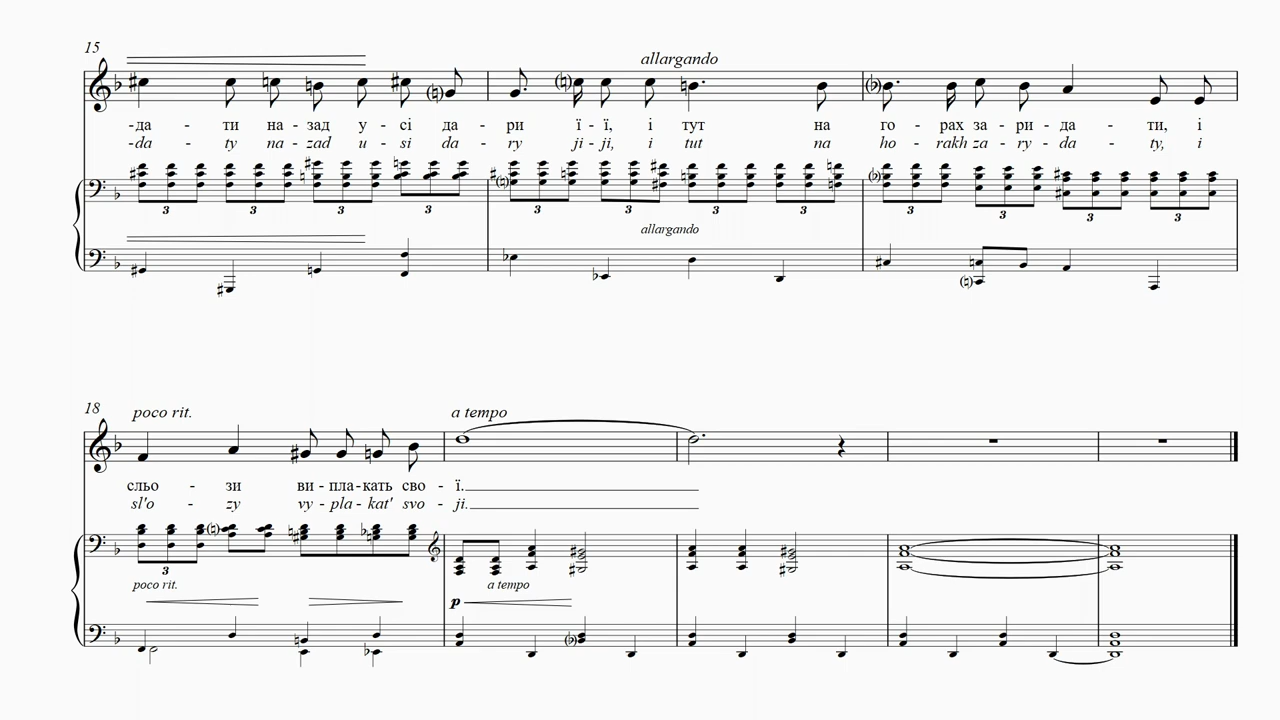 15
allargando
-да - ти на - зад у - сі да - ри ї - ї, і тут на го - рах за - ри - да - ти, і
-da - ty na - zad u - si da - ry ji - ji, i tut na ho - rakh za - ry - da - ty, i
3 3 3 3 3 3 3 3 3 3 3 3
allargando
18 poco rit. a tempo
сльо - зи ви - пла - кать сво - ї.
sl'o - zy vy - pla - kat' svo - ji.
3
poco rit. a tempo
p